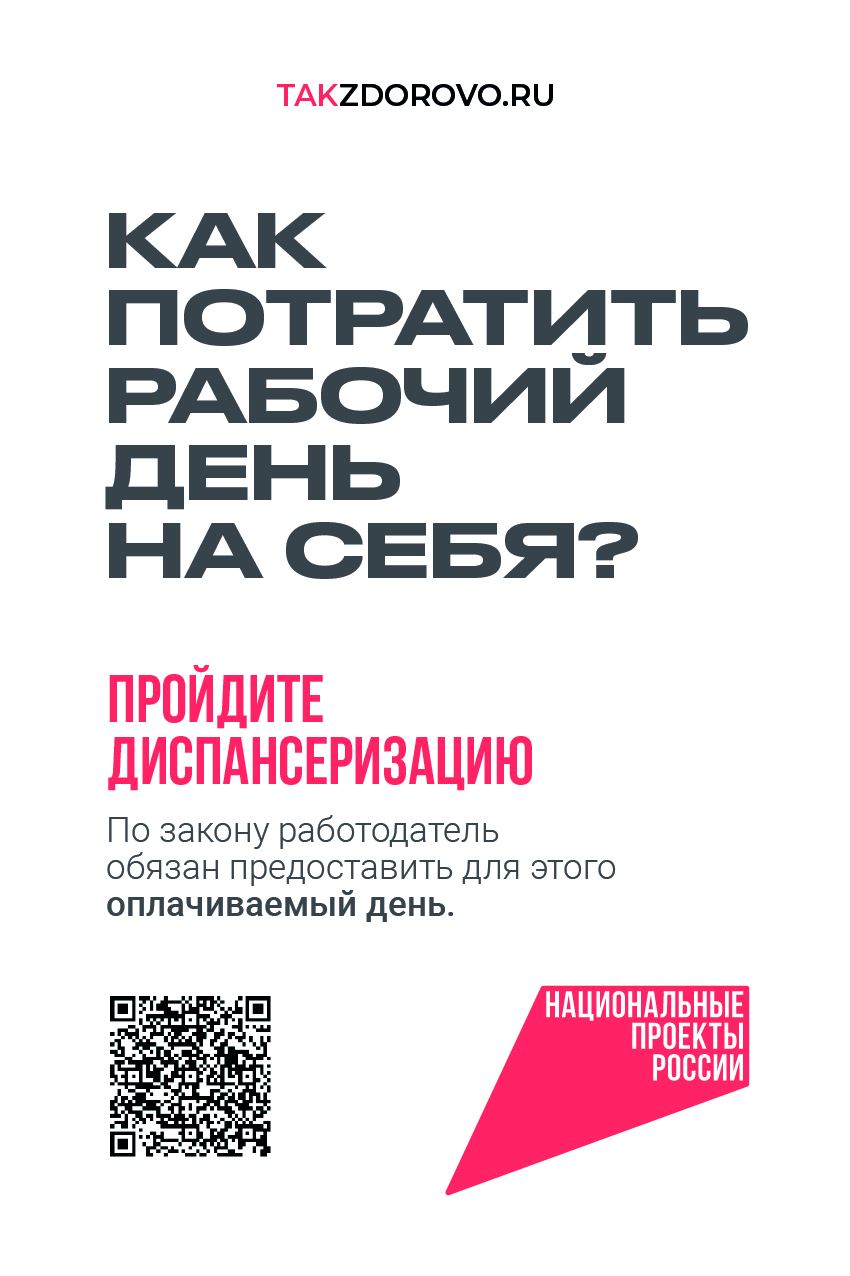 TAKZDOROVO.RU
КАК
ПОТРАТИТЬ
РАБОЧИЙ
ДЕНЬ
НА СЕБЯ?
ПРОЙДИТЕ
ДИСПАНСЕРИЗАЦИЮ
По закону работодатель
обязан предоставить для этого
оплачиваемый день.
НАЦИОНАЛЬНЫЕ
ПРОЕКТЫ
РОССИИ